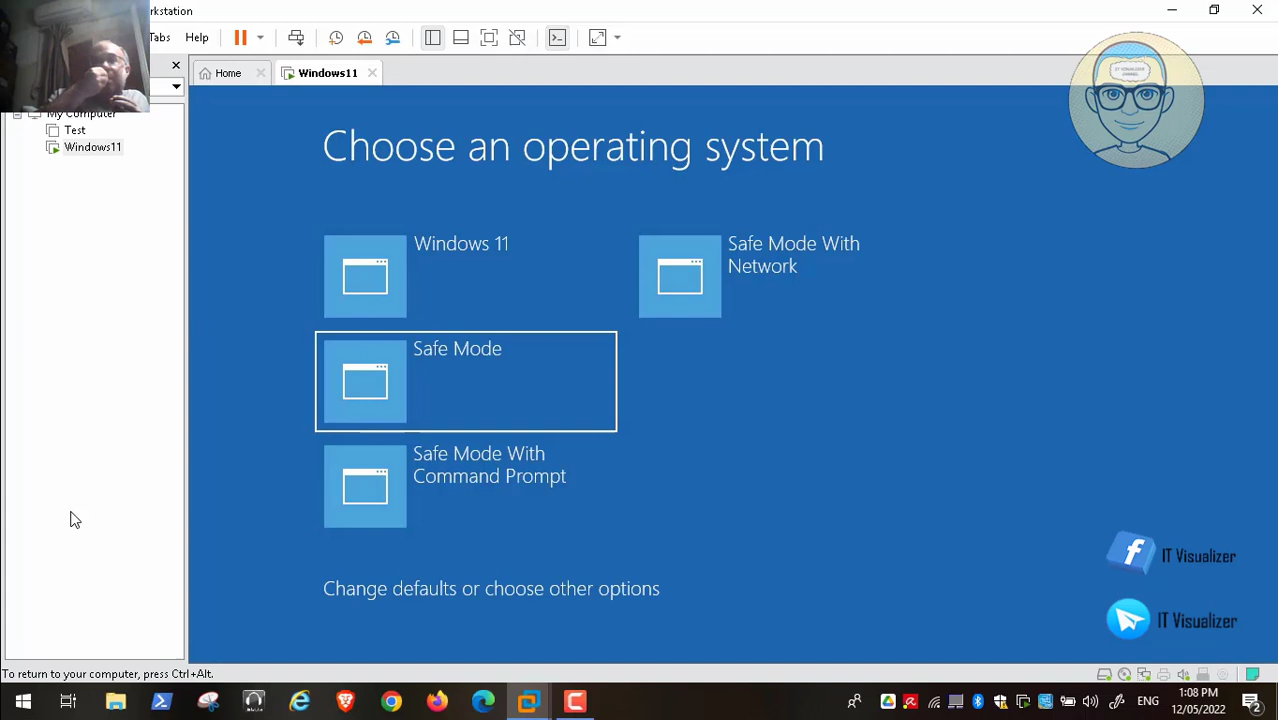 rkstation
Tabs Help
Home
Windows11
My Computer
Test
Windows11
Choose an operating system
Windows 11
Safe Mode With
Network
Safe Mode
Safe Mode With
Command Prompt
Change defaults or choose other options
IT Visualizer
IT Visualizer
To return to your computer, press Ctrl+Alt.
ENG
1:08 PM
12/05/2022
2